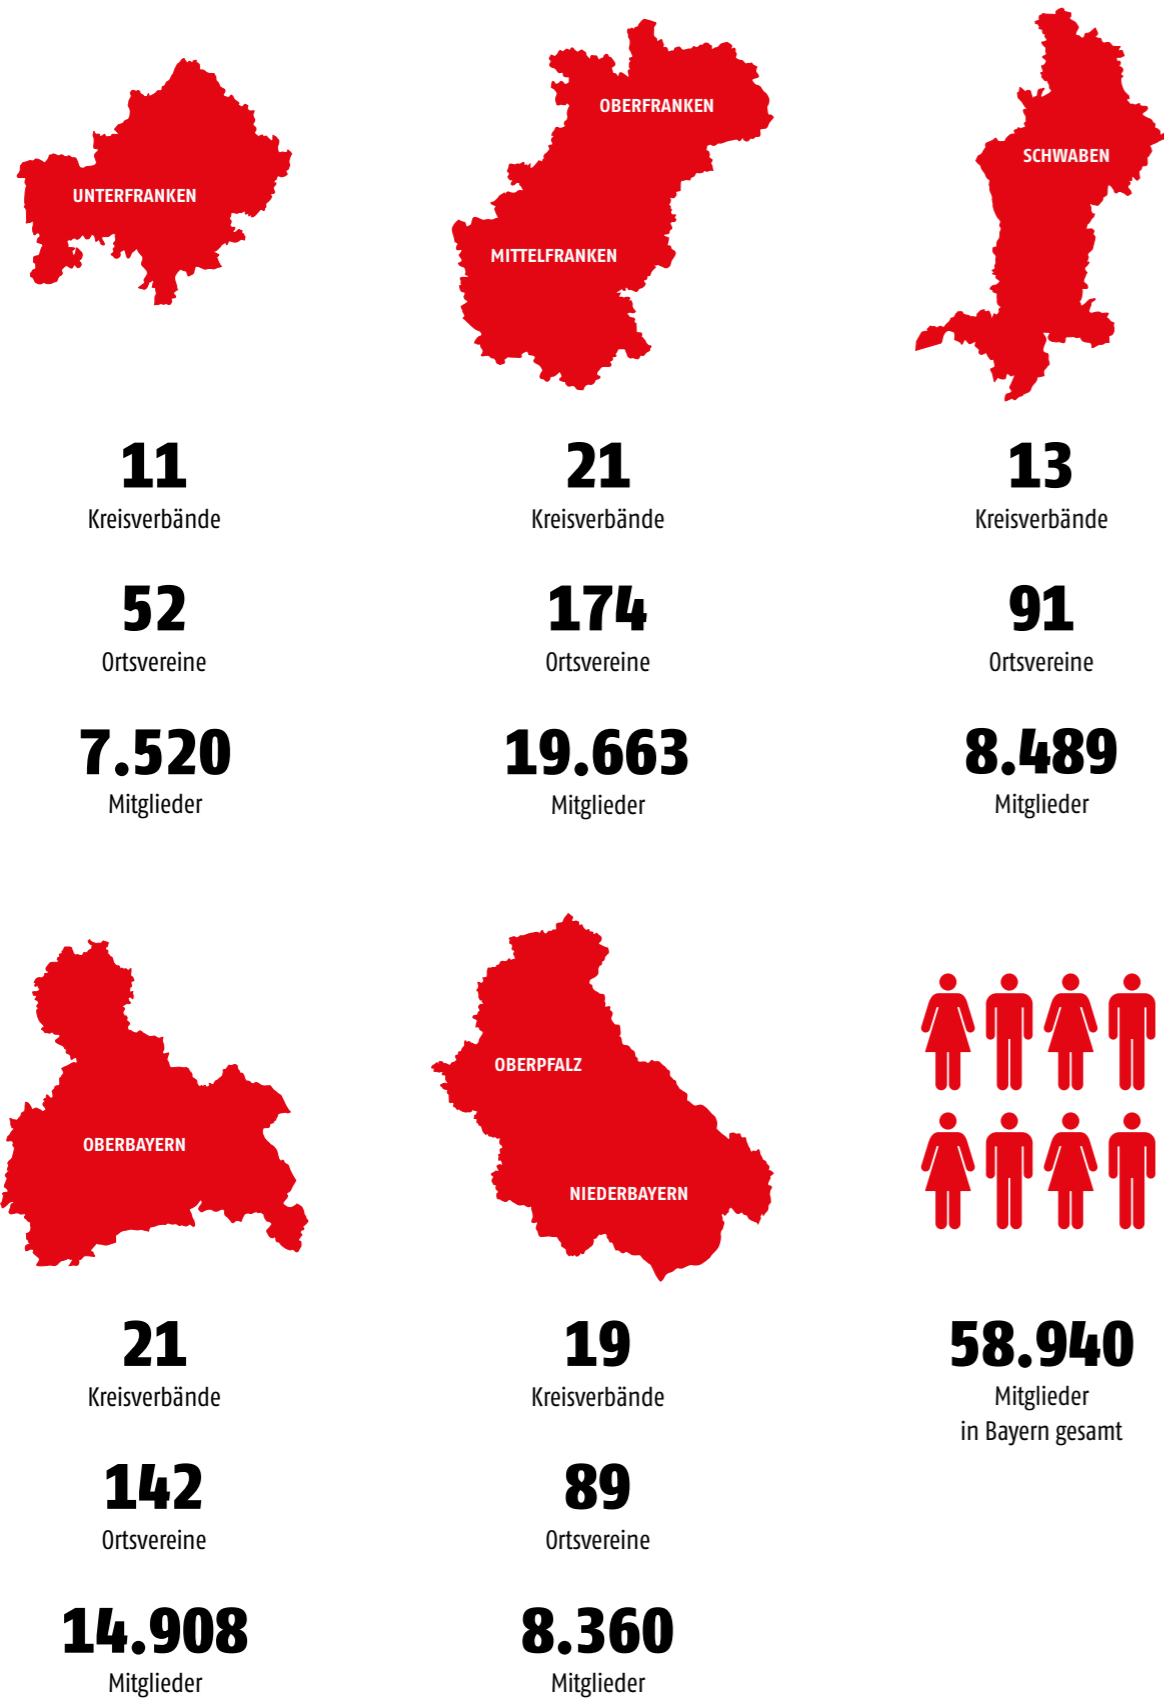 UNTERFRANKEN
11
Kreisverbände
52
Ortsvereine
7.520
Mitglieder
OBERFRANKEN
MITTELFRANKEN
21
Kreisverbände
174
Ortsvereine
19.663
Mitglieder
SCHWABEN
13
Kreisverbände
91
Ortsvereine
8.489
Mitglieder
OBERBAYERN
21
Kreisverbände
142
Ortsvereine
14.908
Mitglieder
OBERPFALZ
NIEDERBAYERN
19
Kreisverbände
89
Ortsvereine
8.360
Mitglieder
58.940
Mitglieder
in Bayern gesamt